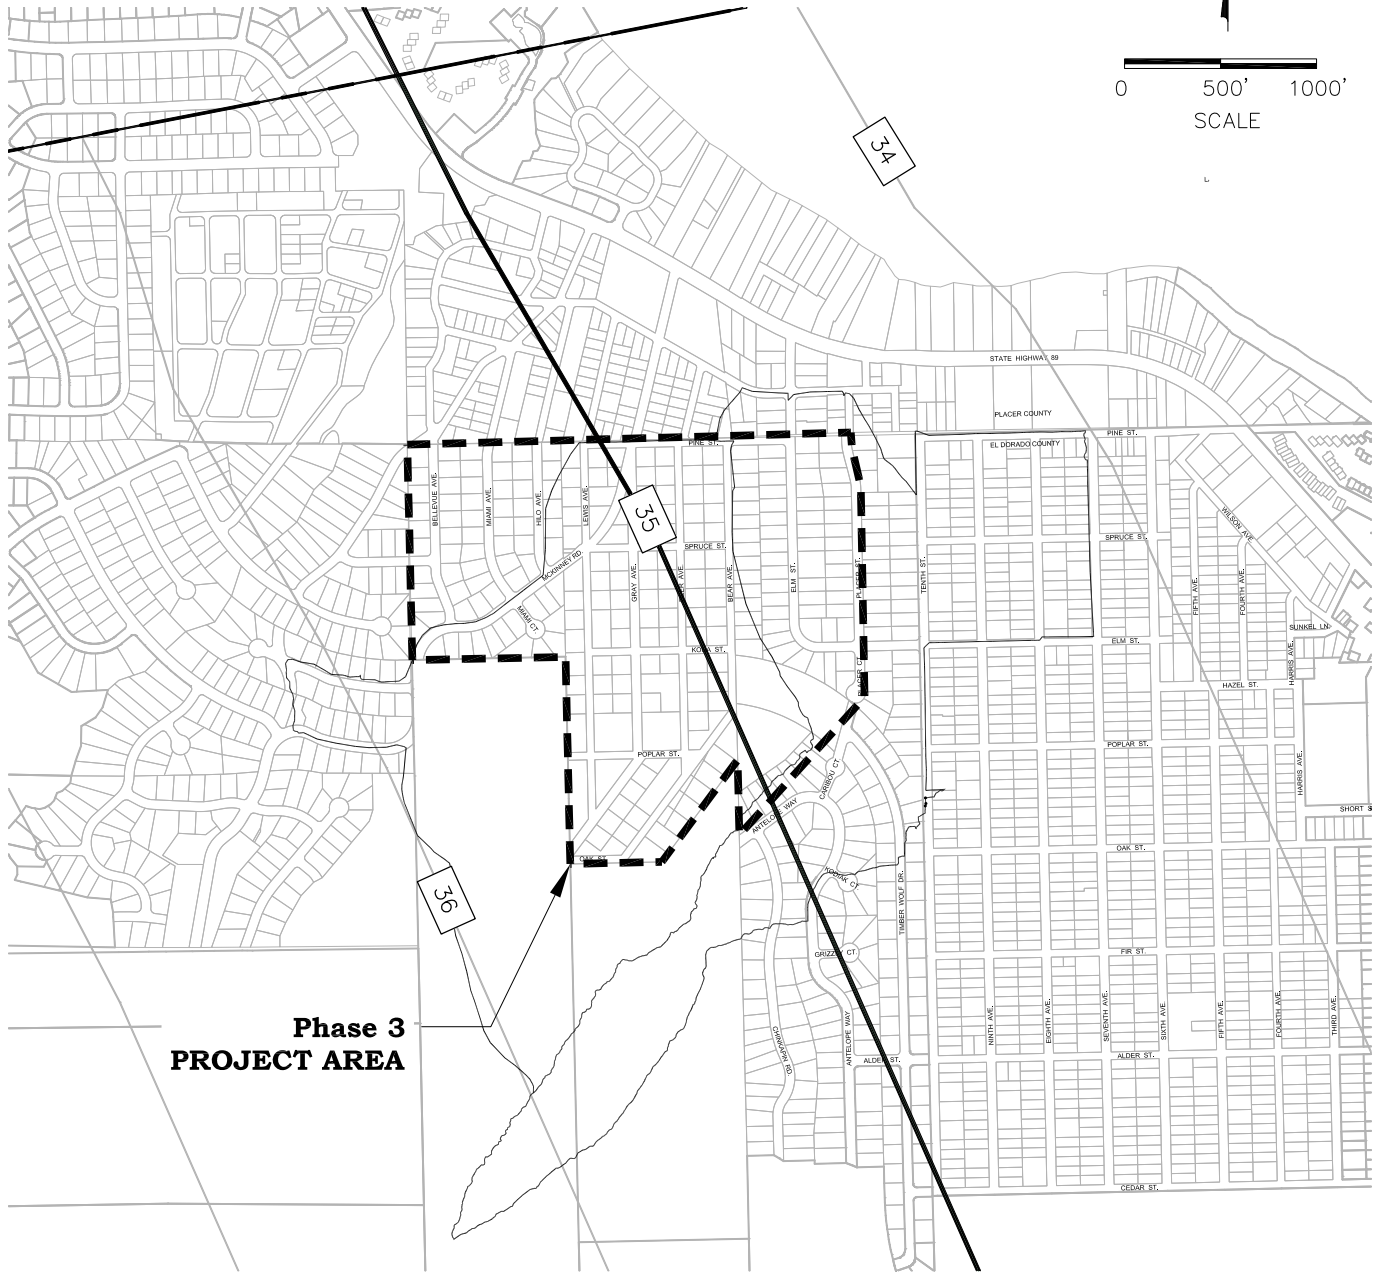 0 500' 1000'
SCALE
34
STATE HIGHWAY 89
PLACER COUNTY
PINE ST.
EL DORADO COUNTY
PINE ST.
BELLEVUE AVE.
MIAMI AVE.
HILO AVE.
LEWIS AVE.
35
WILSON AVE.
SPRUCE ST.
SPRUCE ST.
MCKINNEY RD.
GRAY AVE.
BEAR AVE.
ELM ST.
PLACER ST.
TENTH ST.
FIFTH AVE.
FOURTH AVE.
MIAMI CT.
SUNKEL LN.
ELM ST.
HARRIS AVE.
HAZEL ST.
POPLAR ST.
POPLAR ST.
CARIBOU CT
HARRIS AVE.
SHORT
ANTELOPE WAY
OAK ST.
OAK ST.
KODIAK CT.
36
TIMBER WOLF DR.
GRIZZLY CT.
FIR ST.
Phase 3
PROJECT AREA
CHINKAPIN RD.
ANTELOPE WAY
NINTH AVE.
EIGHTH AVE.
SEVENTH AVE.
SIXTH AVE.
FIFTH AVE.
FOURTH AVE.
THIRD AVE.
ALDER ST.
ALDER ST.
CEDAR ST.